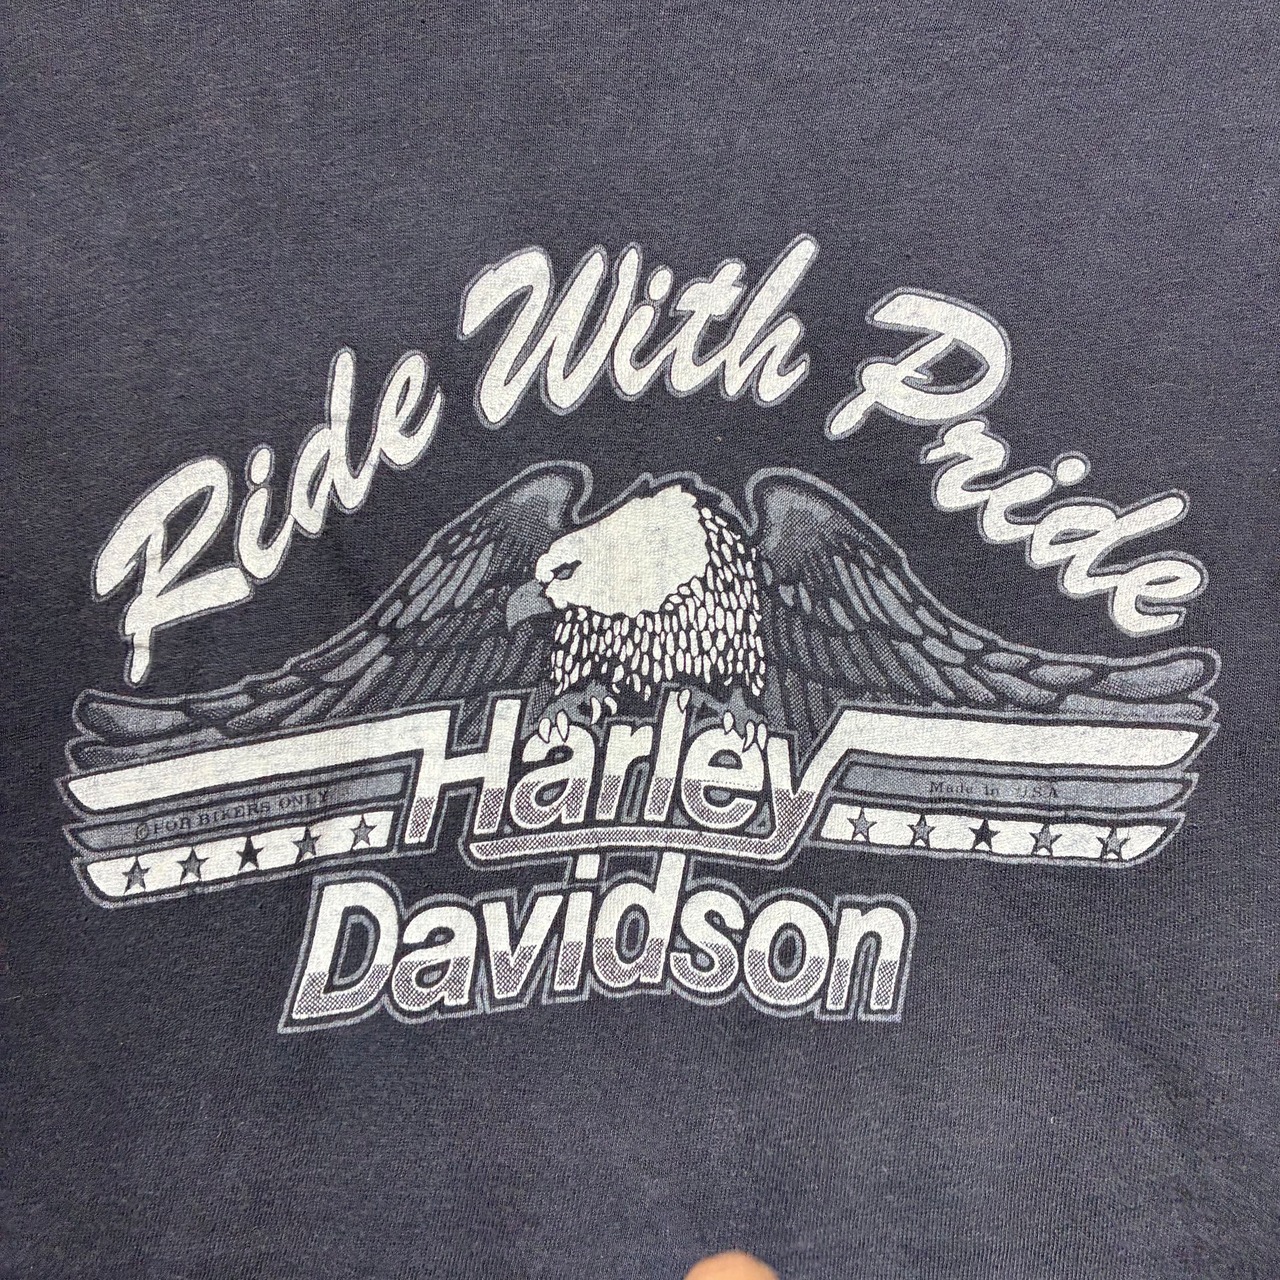 Ride With Pride
Harley
Made in U.S.A
©FOR BIKERS ONLY
Davidson